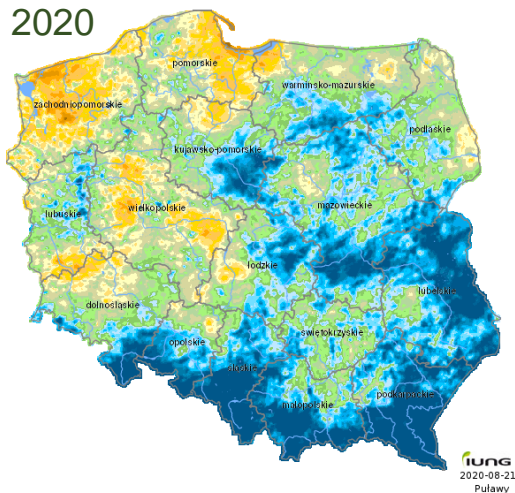 2020
pomorskie
zachodniopomorskie
warmińsko-mazurskie
podlaskie
kujawsko-pomorskie
mazowieckie
wielkopolskie
lubuskie
łódzkie
lubelskie
dolnośląskie
świętokrzyskie
opolskie
śląskie
podkarpackie
małopolskie
IUNG
2020-08-21
Puławy